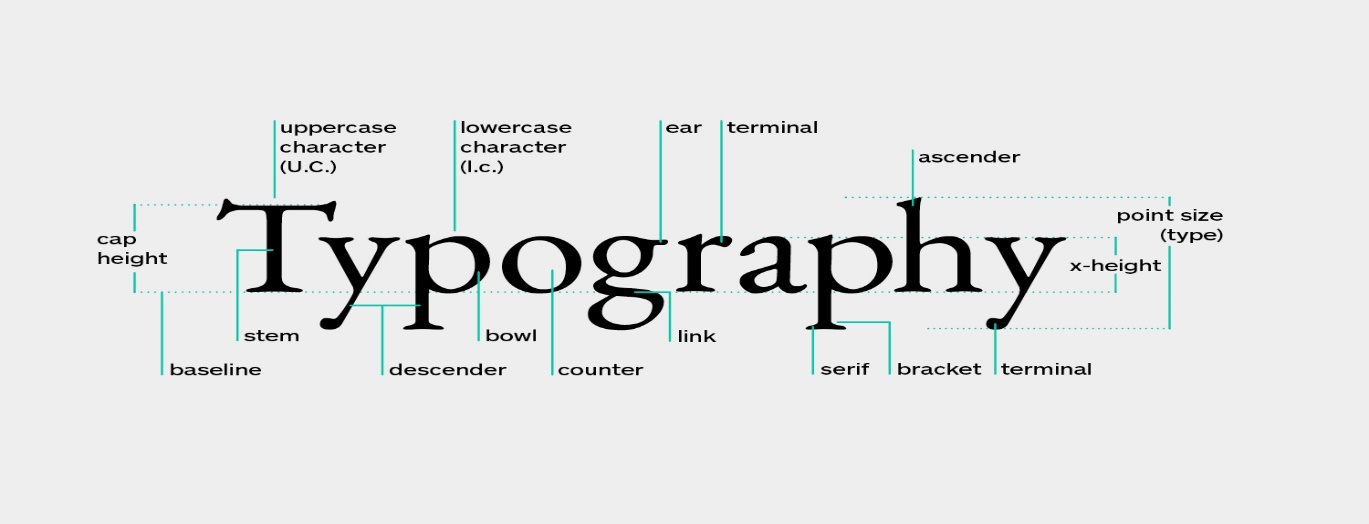 uppercase
character
(U.C.)
lowercase
character
(l.c.)
ear
terminal
ascender
cap
height
Typography
point size
(type)
x-height
stem
bowl
link
baseline
descender
counter
serif
bracket
terminal